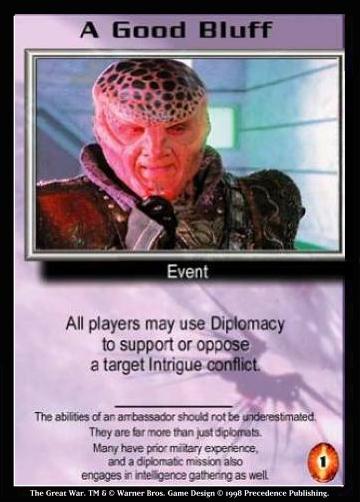 A Good Bluff
Event
All players may use Diplomacy
to support or oppose
a target Intrigue conflict.
The abilities of an ambassador should not be underestimated.
They are far more than just diplomats.
Many have prior military experience,
and a diplomatic mission also
engages in intelligence gathering as well.
1
The Great War. TM & © Warner Bros. Game Design © 1998 Precedence Publishing.